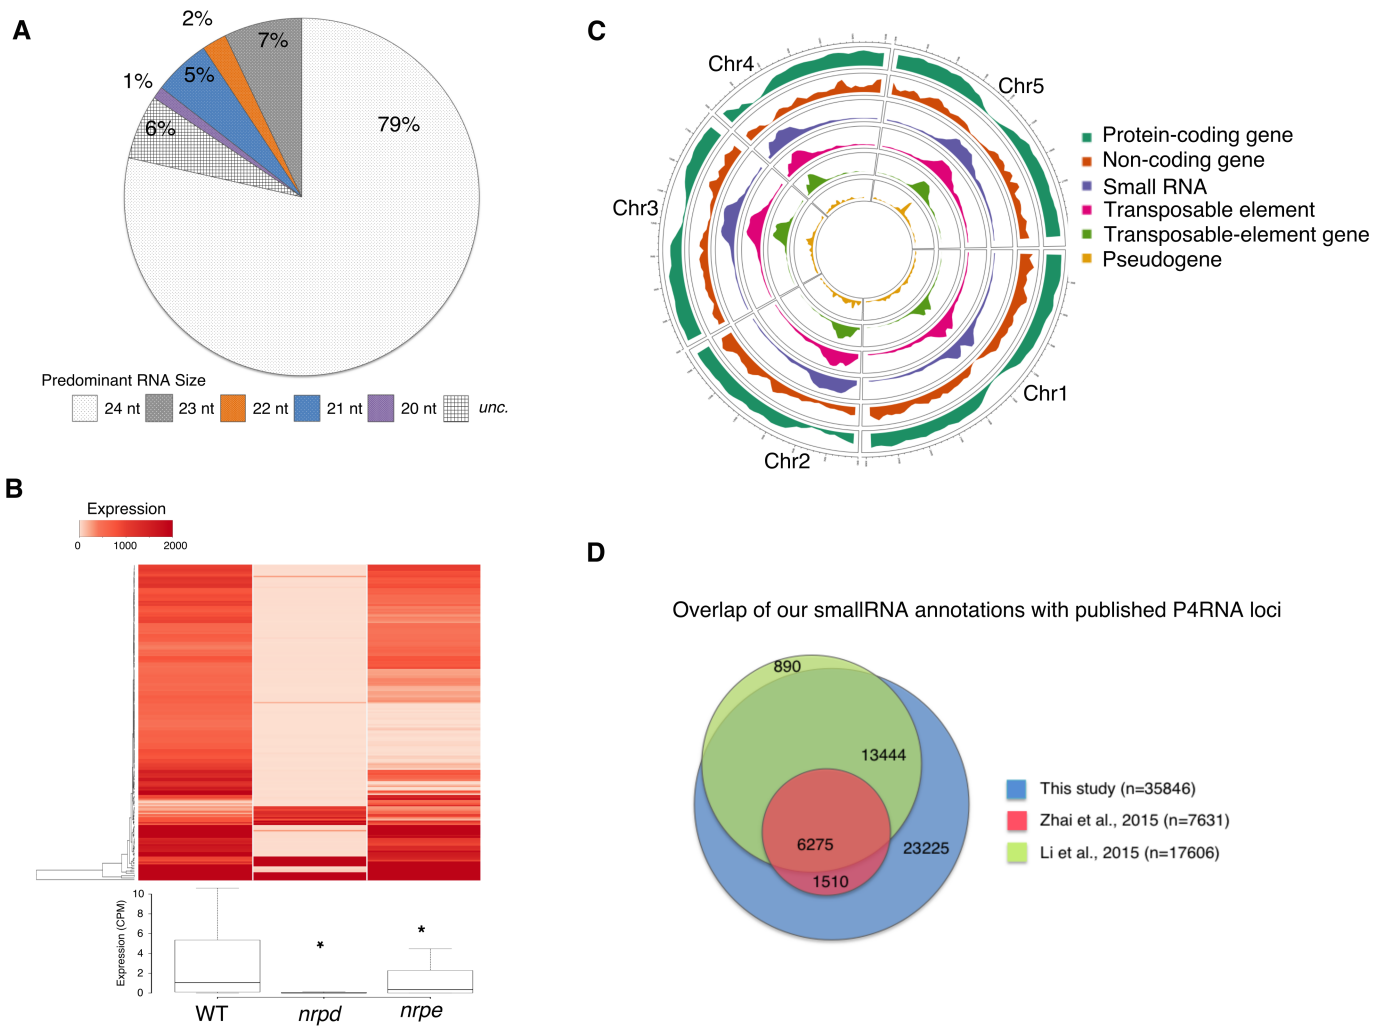 A
2%
7%
1%
5%
6%
79%
Predominant RNA Size
24 nt
23 nt
22 nt
21 nt
20 nt
unc.
B
Expression
0 1000 2000
10
8
6
4
2
0
Expression (CPM)
*
*
WT
nrpd
nrpe
C
Chr4
Chr5
Chr3
Chr1
Chr2
Protein-coding gene
Non-coding gene
Small RNA
Transposable element
Transposable-element gene
Pseudogene
D
Overlap of our smallRNA annotations with published P4RNA loci
890
13444
6275
23225
1510
This study (n=35846)
Zhai et al., 2015 (n=7631)
Li et al., 2015 (n=17606)